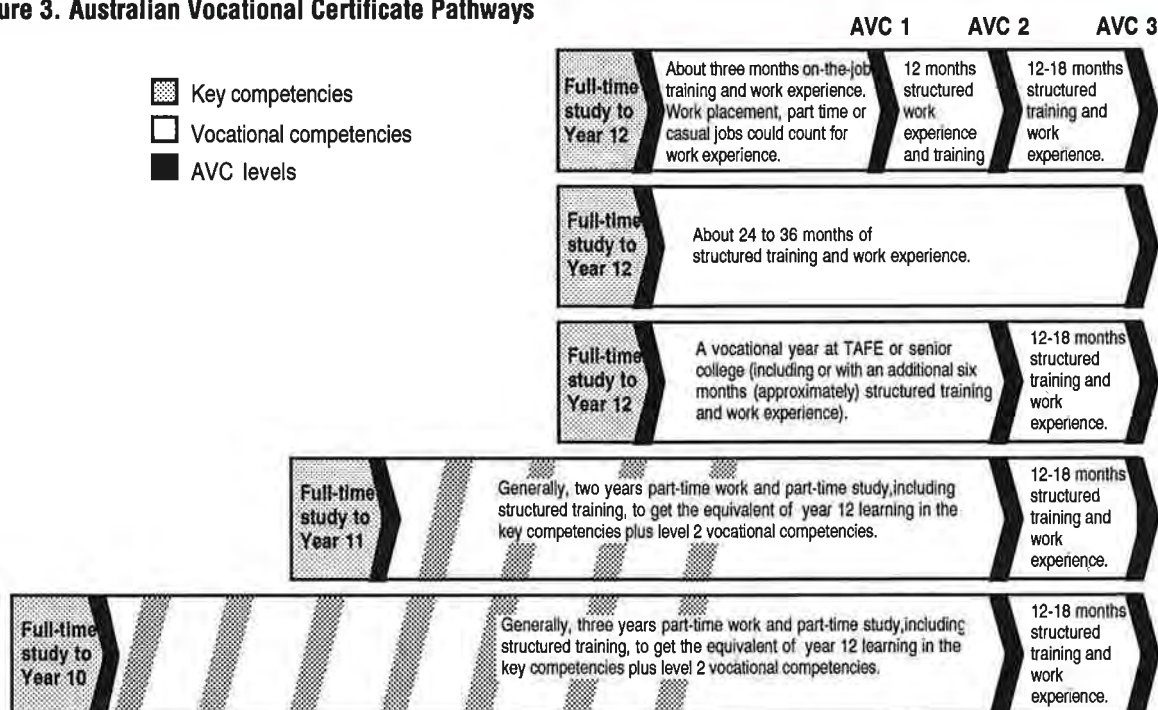 ure 3. Australian Vocational Certificate Pathways
AVC 1 AVC 2 AVC 3
Key competencies
Vocational competencies
AVC levels
Full-time
study to
Year 12
About three months on-the-job
training and work experience.
Work placement, part time or
casual jobs could count for
work experience.
12 months
structured
work
experience
and training
12-18 months
structured
training and
work
experience.
Full-time
study to
Year 12
About 24 to 36 months of
structured training and work experience.
Full-time
study to
Year 12
A vocational year at TAFE or senior
college (including or with an additional six
months (approximately) structured training
and work experience).
12-18 months
structured
training and
work
experience.
Full-time
study to
Year 11
Generally, two years part-time work and part-time study,including
structured training, to get the equivalent of year 12 learning in the
key competencies plus level 2 vocational competencies.
12-18 months
structured
training and
work
experience.
Full-time
study to
Year 10
Generally, three years part-time work and part-time study,including
structured training, to get the equivalent of year 12 learning in the
key competencies plus level 2 vocational competencies.
12-18 months
structured
training and
work
experience.